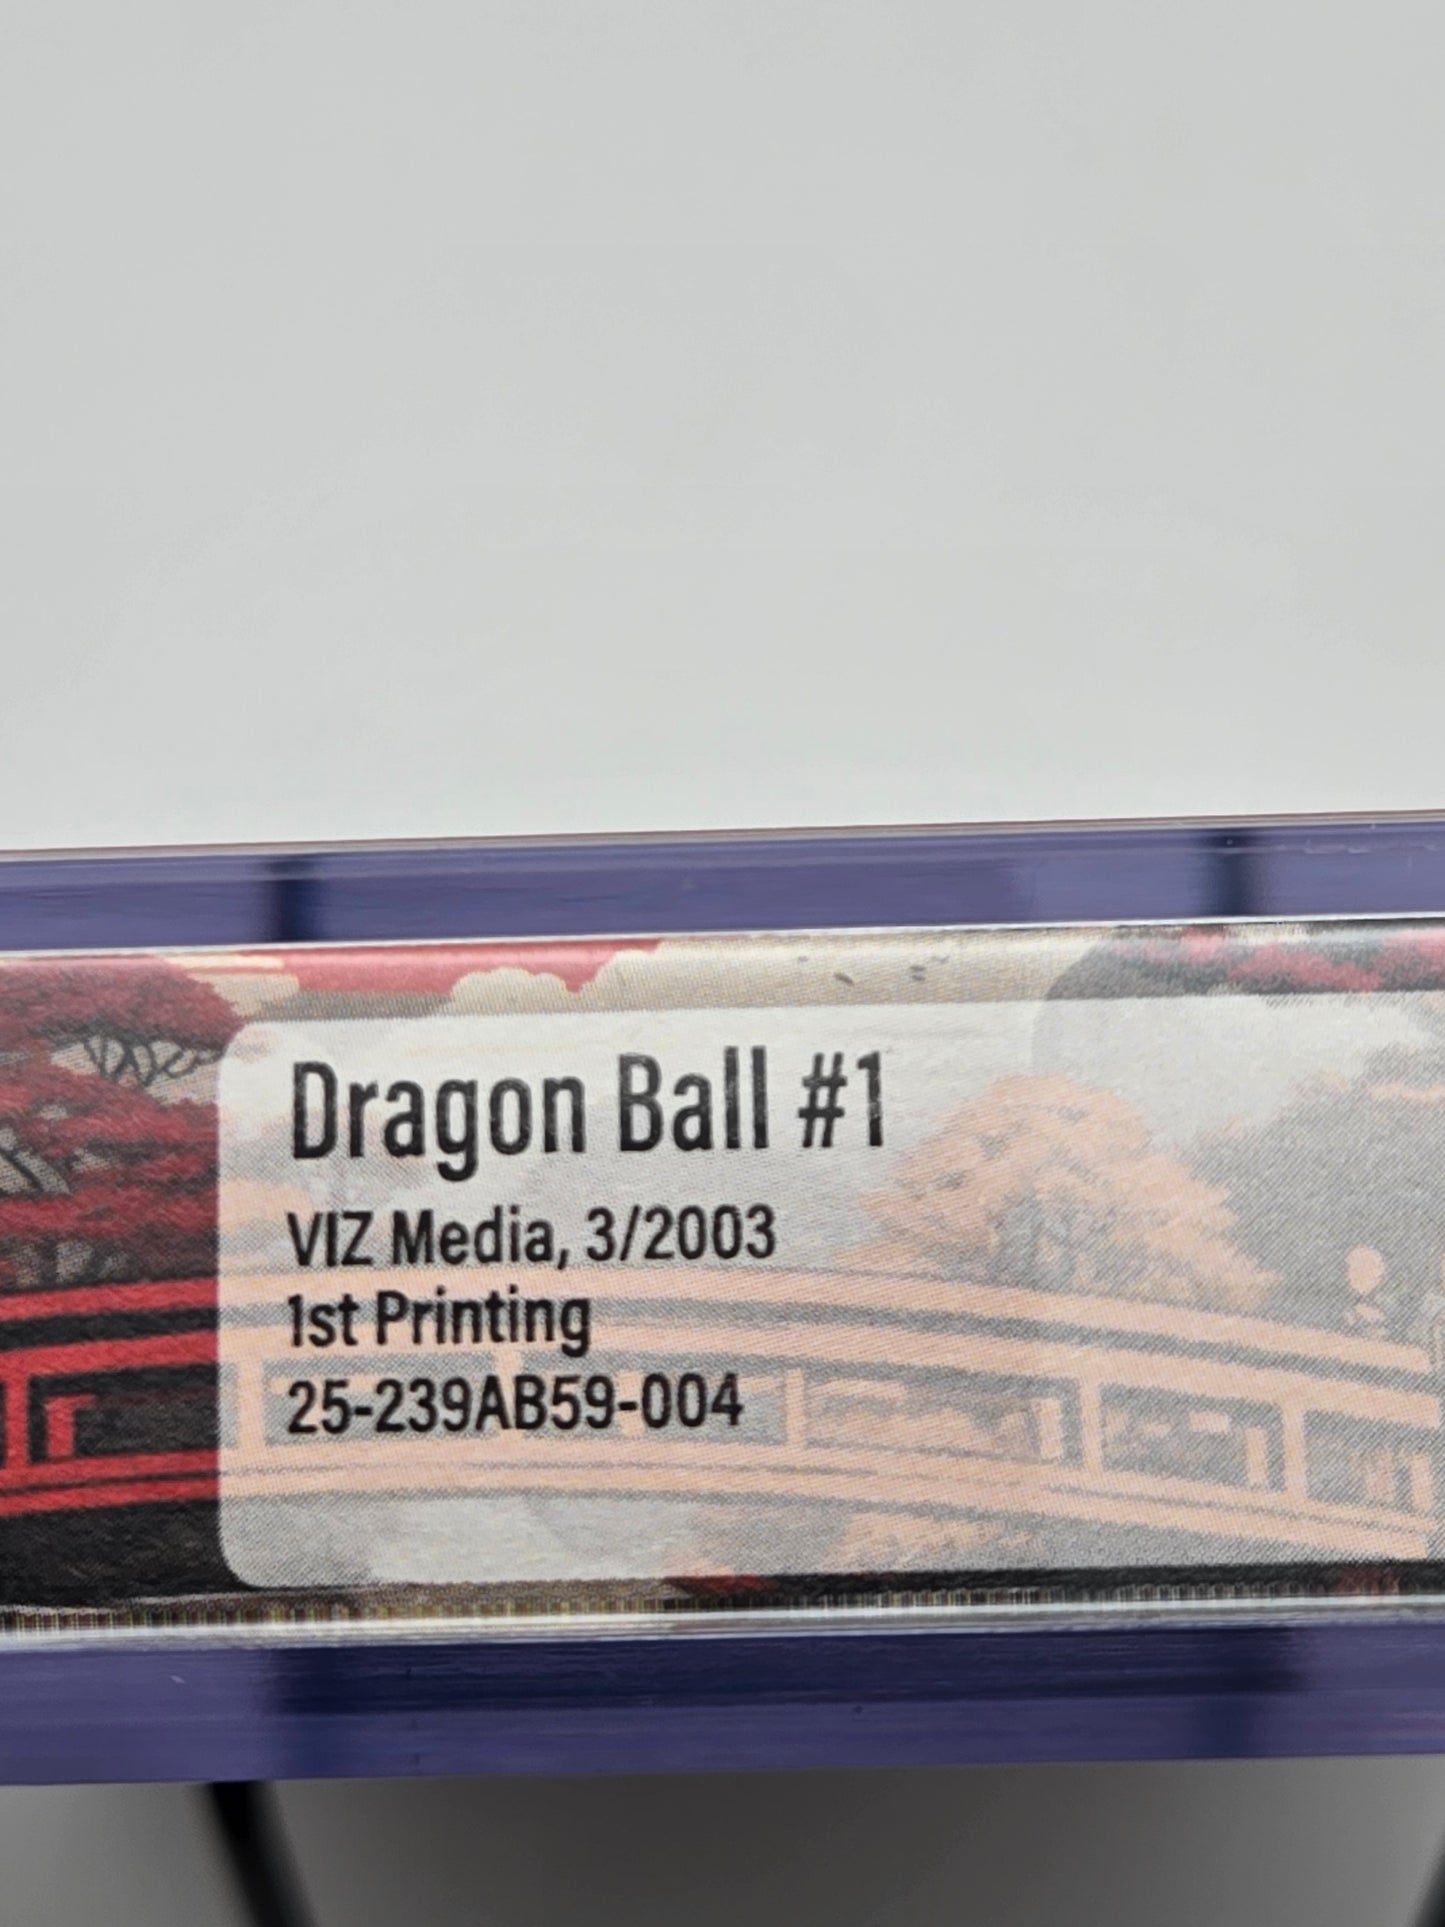 Dragon Ball #1
VIZ Media, 3/2003
1st Printing
25-239AB59-004